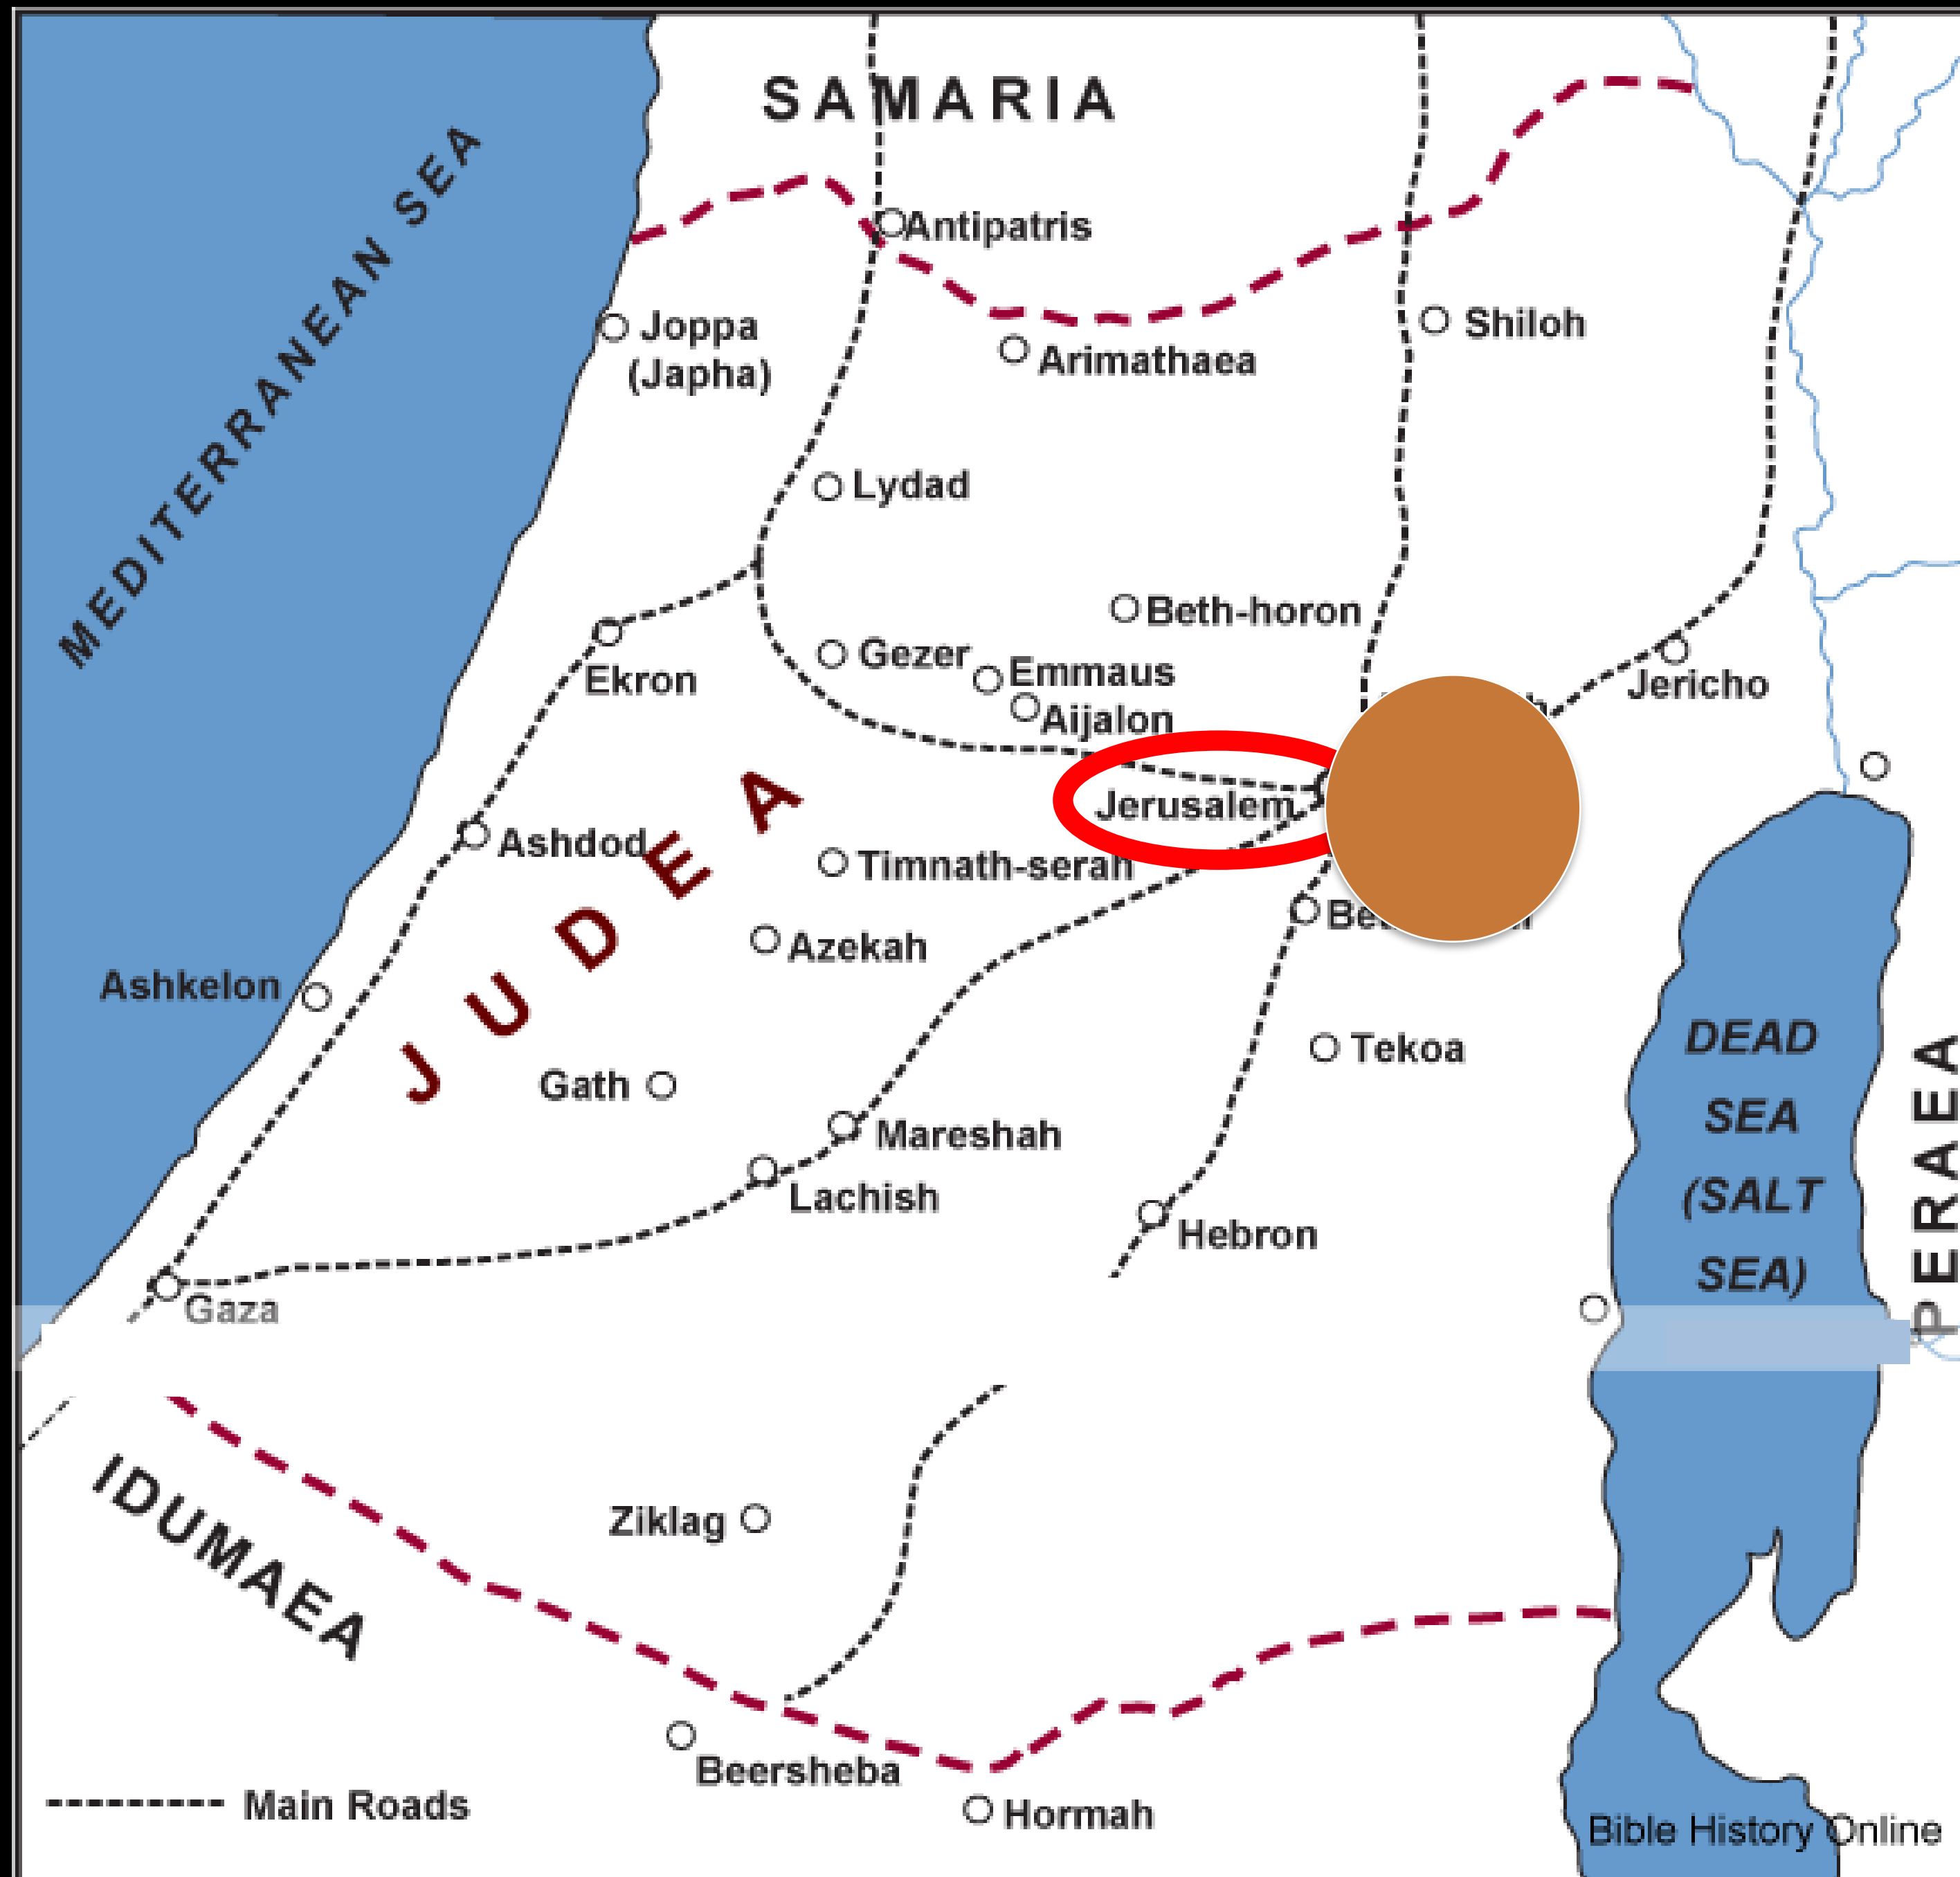 SAMARIA
MEDITERRANEAN SEA
Antipatris
Joppa
(Japha)
Arimathaea
Shiloh
Lydad
Beth-horon
Gezer
Emmaus
Aijalon
Ekron
Jericho
Jerusalem
JUDEA
Ashdod
Timnath-serah
Azekah
Ashkelon
Tekoa
Gath
Mareshah
Lachish
Hebron
DEAD
SEA
(SALT
SEA)
PERAEA
Gaza
IDUMAEA
Ziklag
Beersheba
Hormah
Main Roads
Bible History Online